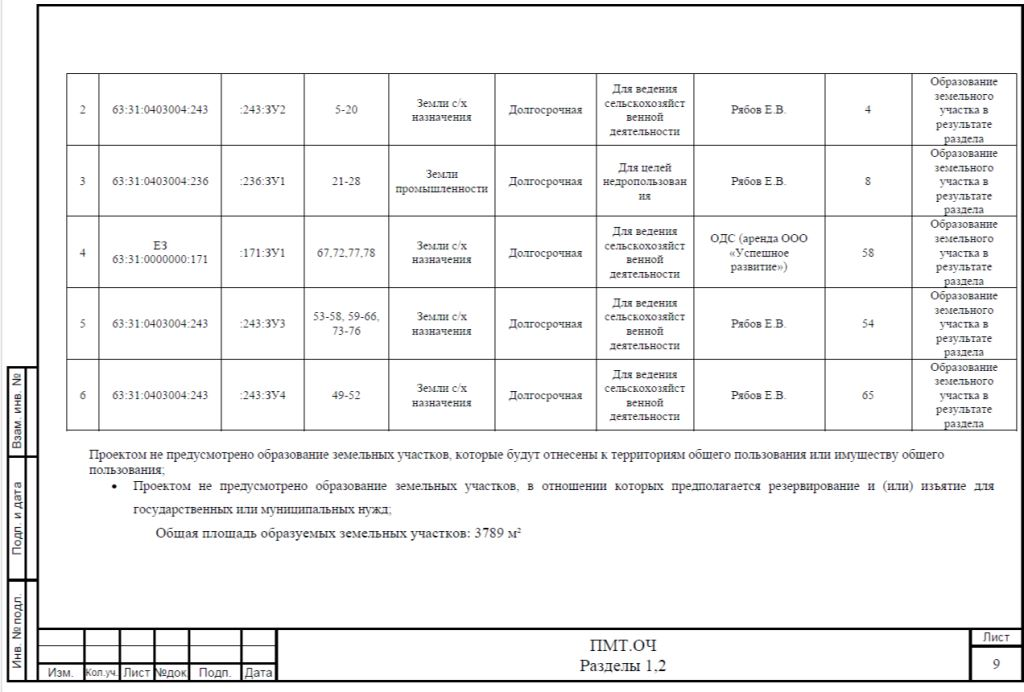 2 63:31:0403004:243 :243:ЗУ2 5-20 Земли с/х назначения Долгосрочная Для ведения сельскохозяйст венной деятельности Рябов Е.В. 4 Образование земельного участка в результате раздела
3 63:31:0403004:236 :236:ЗУ1 21-28 Земли промышленности Долгосрочная Для целей недропользован ия Рябов Е.В. 8 Образование земельного участка в результате раздела
4 ЕЗ 63:31:0000000:171 :171:ЗУ1 67,72,77,78 Земли с/х назначения Долгосрочная Для ведения сельскохозяйст венной деятельности ОДС (аренда ООО «Успешное развитие») 58 Образование земельного участка в результате раздела
5 63:31:0403004:243 :243:ЗУ3 53-58, 59-66, 73-76 Земли с/х назначения Долгосрочная Для ведения сельскохозяйст венной деятельности Рябов Е.В. 54 Образование земельного участка в результате раздела
6 63:31:0403004:243 :243:ЗУ4 49-52 Земли с/х назначения Долгосрочная Для ведения сельскохозяйст венной деятельности Рябов Е.В. 65 Образование земельного участка в результате раздела
Проектом не предусмотрено образование земельных участков, которые будут отнесены к территориям общего пользования или имуществу общего
пользования;
• Проектом не предусмотрено образование земельных участков, в отношении которых предполагается резервирование и (или) изъятие для
государственных или муниципальных нужд;
Общая площадь образуемых земельных участков: 3789 м²
Взам. инв. №
Подп. и дата
Инв. № подл.
Изм. Кол.уч. Лист №док Подп. Дата
ПМТ.ОЧ
Разделы 1,2
Лист
9